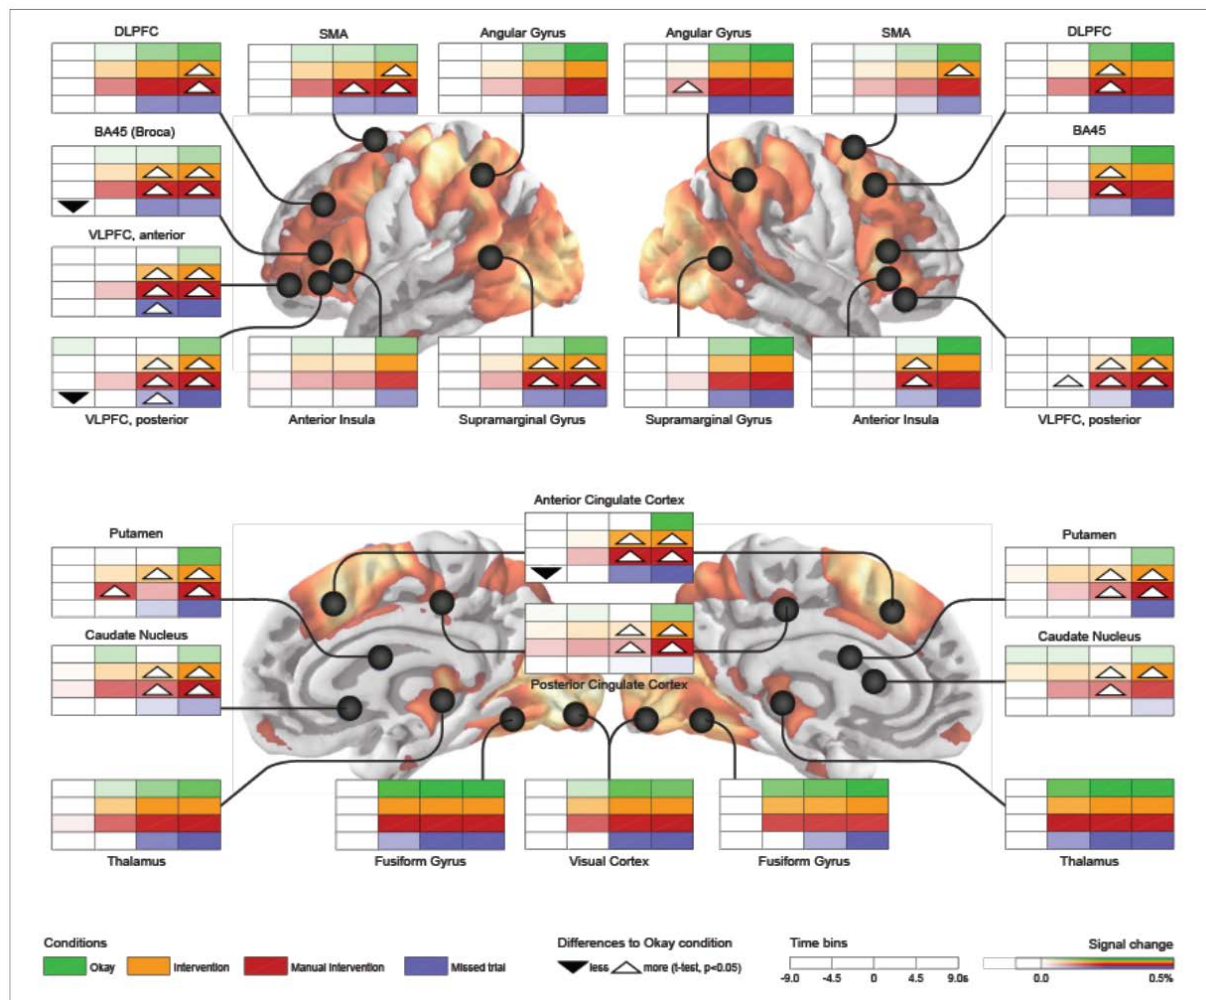 DLPFC
SMA
Angular Gyrus
Angular Gyrus
SMA
DLPFC
BA45 (Broca)
BA45
VLPFC, anterior
VLPFC, posterior
Anterior Insula
Supramarginal Gyrus
Supramarginal Gyrus
Anterior Insula
VLPFC, posterior
Anterior Cingulate Cortex
Putamen
Putamen
Caudate Nucleus
Caudate Nucleus
Posterior Cingulate Cortex
Thalamus
Fusiform Gyrus
Visual Cortex
Fusiform Gyrus
Thalamus
Conditions
Okay
Intervention
Manual Intervention
Missed trial
Differences to Okay condition
less
more (t-test, p<0.05)
Time bins
-9.0 -4.5 0 4.5 9.0s
Signal change
0.0 0.5%